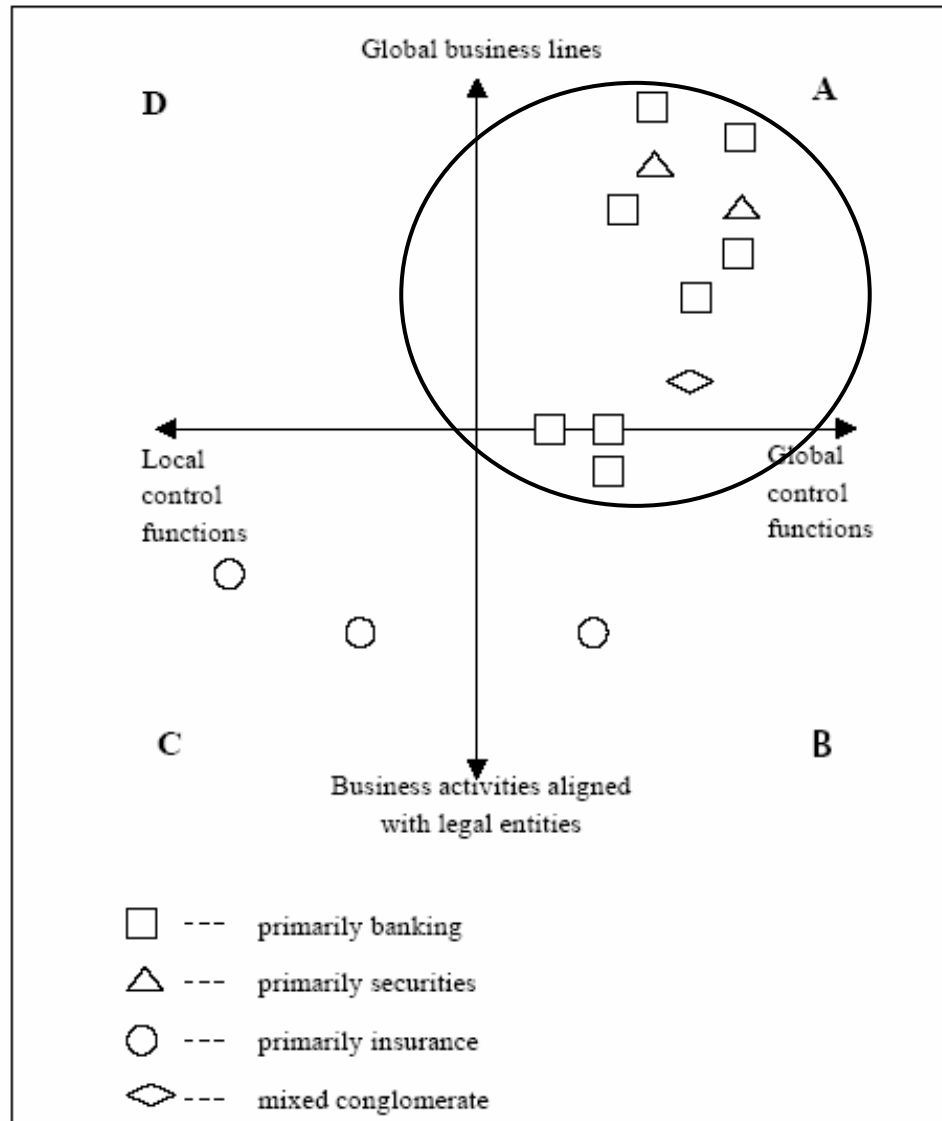 Global business lines
D
A
Local
control
functions
Global
control
functions
C
B
Business activities aligned
with legal entities
--- primarily banking
--- primarily securities
--- primarily insurance
--- mixed conglomerate